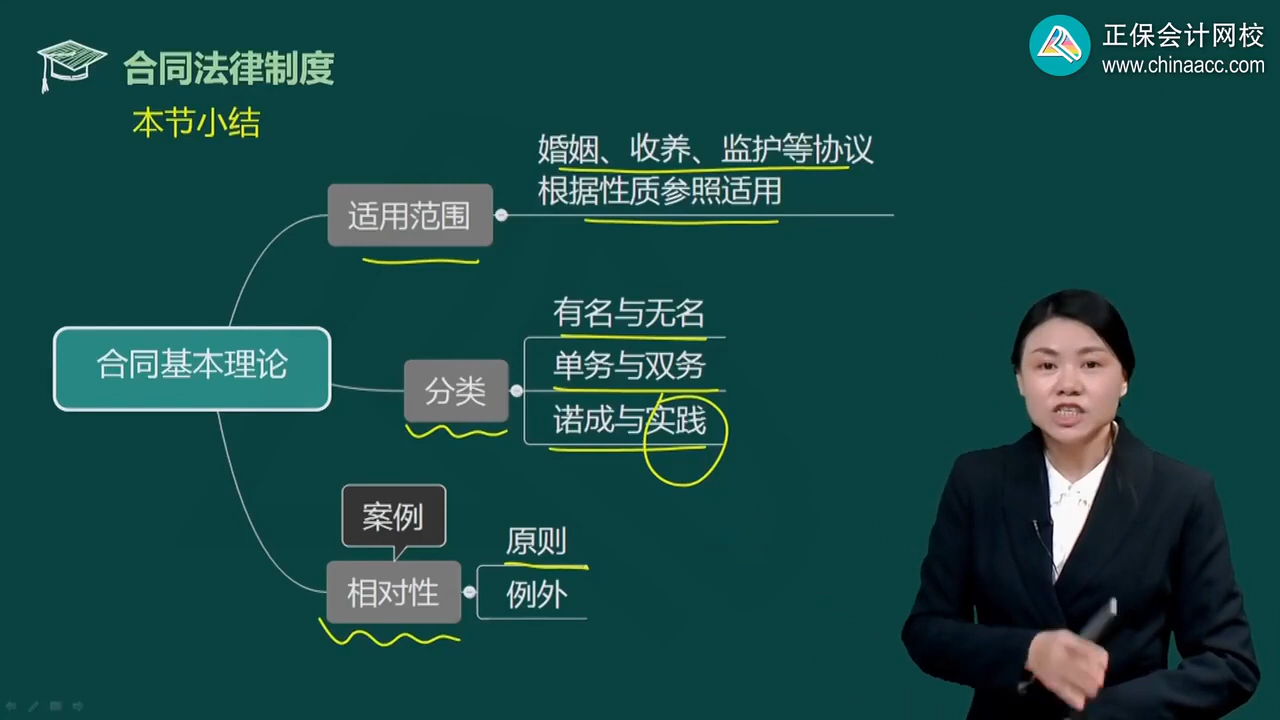 合同法律制度
正保会计网校
www.chinaacc.com
本节小结
婚姻、收养、监护等协议
根据性质参照适用
适用范围
合同基本理论
分类
有名与无名
单务与双务
诺成与实践
案例
相对性
原则
例外